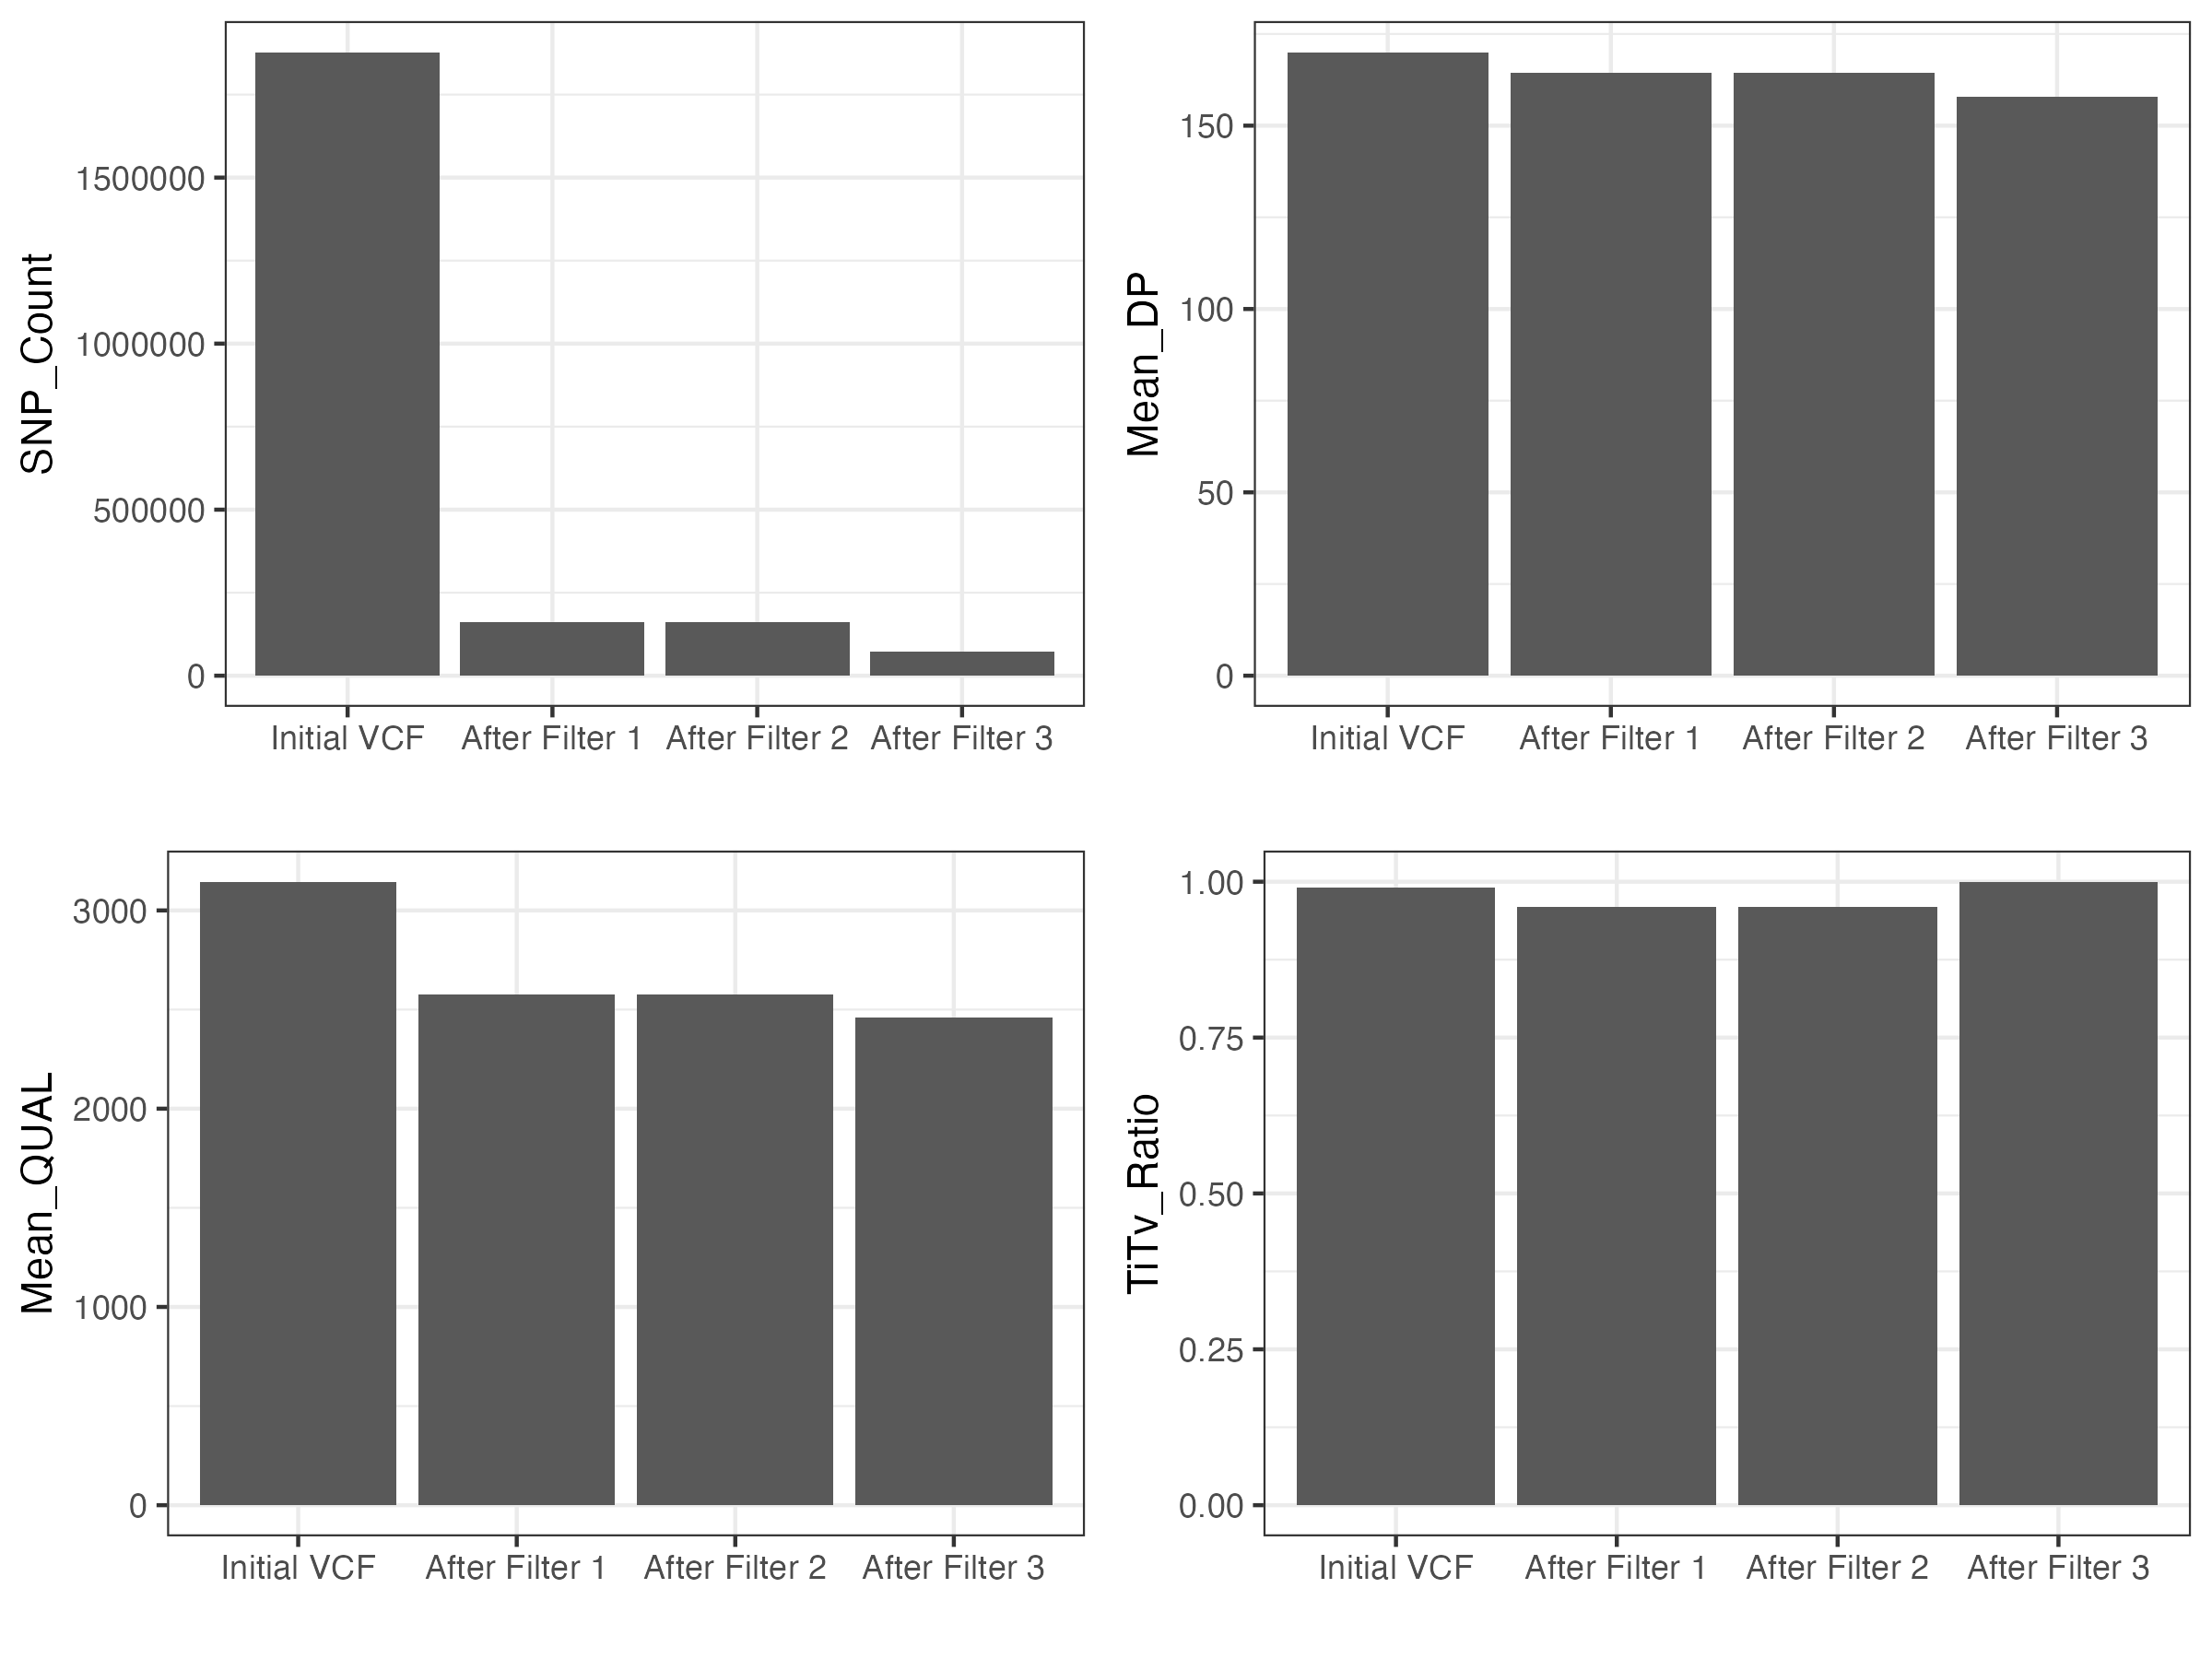 SNP_Count
1500000
1000000
500000
0
Initial VCF After Filter 1 After Filter 2 After Filter 3
Mean_DP
150
100
50
0
Initial VCF After Filter 1 After Filter 2 After Filter 3
Mean_QUAL
3000
2000
1000
0
Initial VCF After Filter 1 After Filter 2 After Filter 3
TiTv_Ratio
1.00
0.75
0.50
0.25
0.00
Initial VCF After Filter 1 After Filter 2 After Filter 3